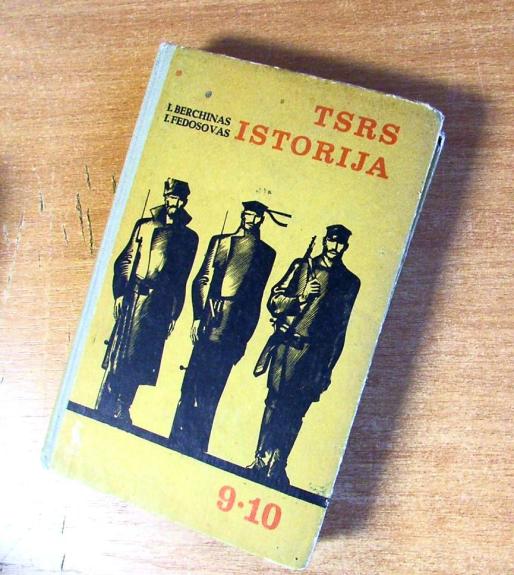 I. BERCHINAS
I. FEDOSOVAS
TSRS
ISTORIJA
9·10